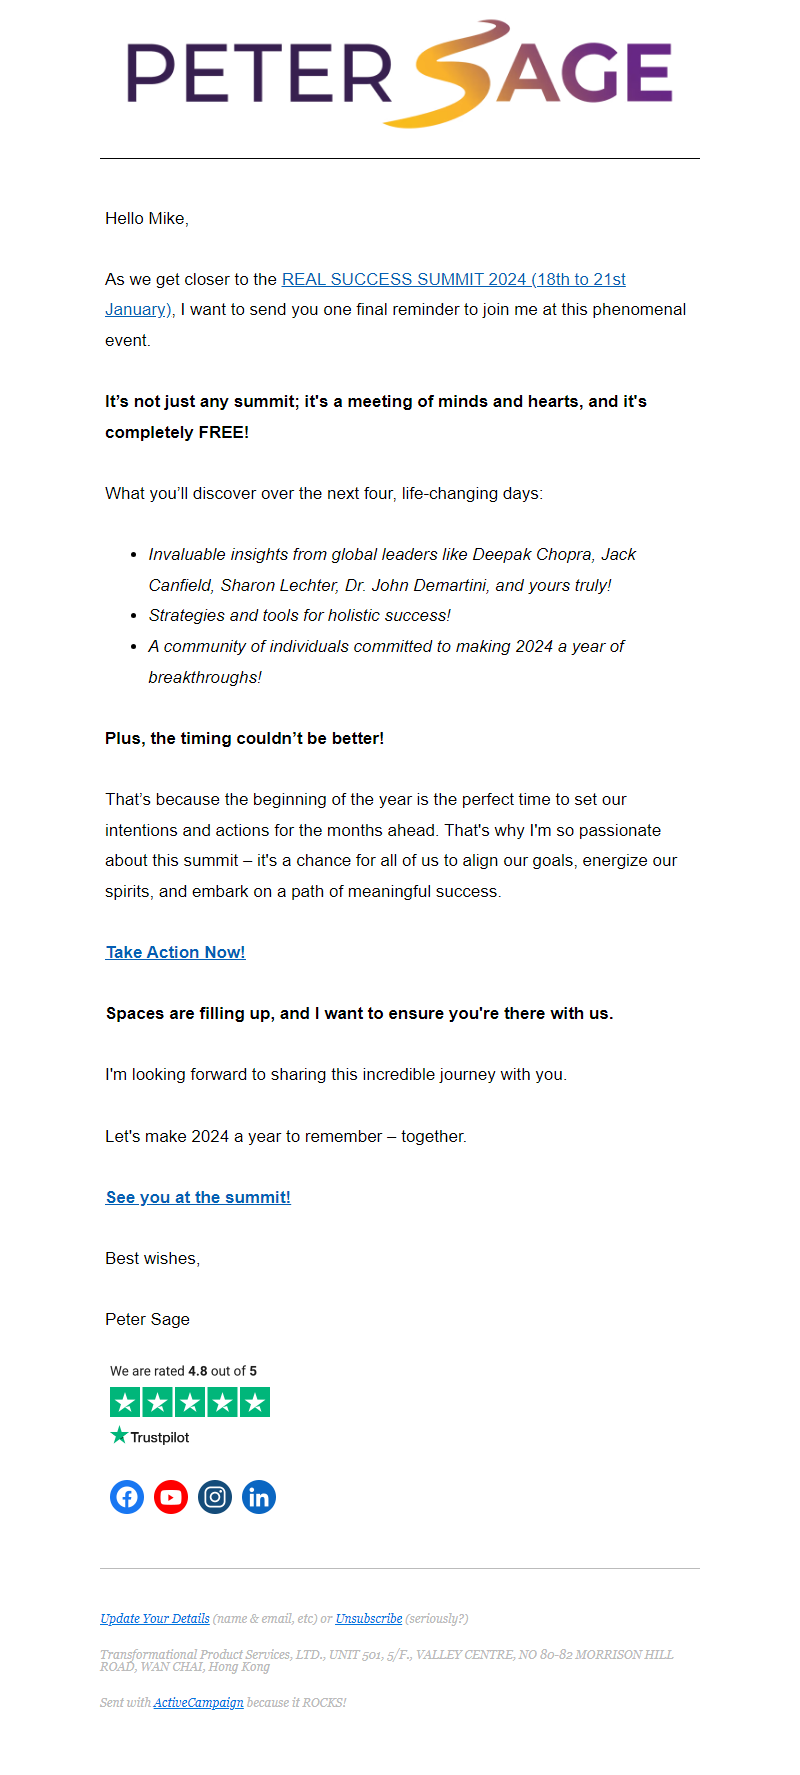 PETER SAGE
Hello Mike,
As we get closer to the REAL SUCCESS SUMMIT 2024 (18th to 21st
January), I want to send you one final reminder to join me at this phenomenal
event.
It’s not just any summit; it's a meeting of minds and hearts, and it's
completely FREE!
What you’ll discover over the next four, life-changing days:
• Invaluable insights from global leaders like Deepak Chopra, Jack
Canfield, Sharon Lechter, Dr. John Demartini, and yours truly!
• Strategies and tools for holistic success!
• A community of individuals committed to making 2024 a year of
breakthroughs!
Plus, the timing couldn’t be better!
That’s because the beginning of the year is the perfect time to set our
intentions and actions for the months ahead. That's why I'm so passionate
about this summit – it's a chance for all of us to align our goals, energize our
spirits, and embark on a path of meaningful success.
Take Action Now!
Spaces are filling up, and I want to ensure you're there with us.
I'm looking forward to sharing this incredible journey with you.
Let's make 2024 a year to remember – together.
See you at the summit!
Best wishes,
Peter Sage
We are rated 4.8 out of 5
Trustpilot
Update Your Details (name & email, etc) or Unsubscribe (seriously?)
Transformational Product Services, LTD., UNIT 501, 5/F., VALLEY CENTRE, NO 80-82 MORRISON HILL
ROAD, WAN CHAI, Hong Kong
Sent with ActiveCampaign because it ROCKS!